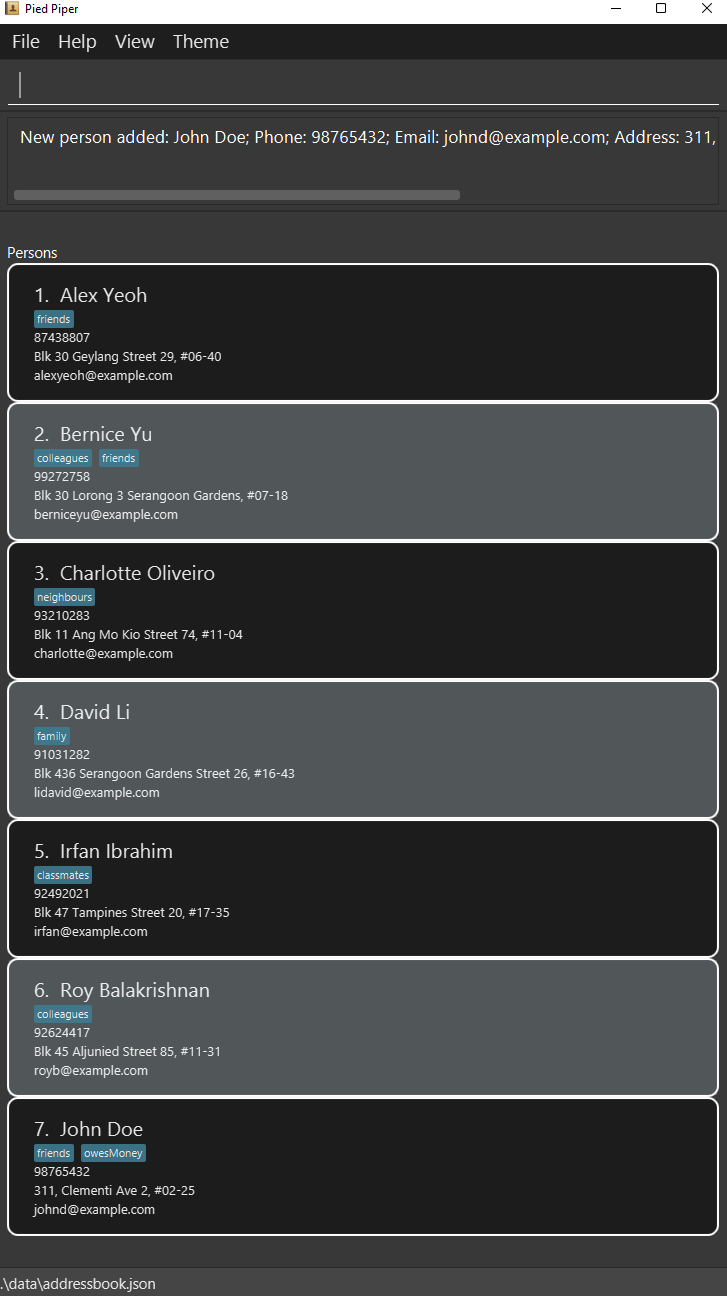 Pied Piper
File Help View Theme
New person added: John Doe; Phone: 98765432; Email: johnd@example.com; Address: 311,
Persons
1. Alex Yeoh
friends
87438807
Blk 30 Geylang Street 29, #06-40
alexyeoh@example.com
2. Bernice Yu
colleagues friends
99272758
Blk 30 Lorong 3 Serangoon Gardens, #07-18
berniceyu@example.com
3. Charlotte Oliveiro
neighbours
93210283
Blk 11 Ang Mo Kio Street 74, #11-04
charlotte@example.com
4. David Li
family
91031282
Blk 436 Serangoon Gardens Street 26, #16-43
lidavid@example.com
5. Irfan Ibrahim
classmates
92492021
Blk 47 Tampines Street 20, #17-35
irfan@example.com
6. Roy Balakrishnan
colleagues
92624417
Blk 45 Aljunied Street 85, #11-31
royb@example.com
7. John Doe
friends owesMoney
98765432
311, Clementi Ave 2, #02-25
johnd@example.com
.\data\addressbook.json